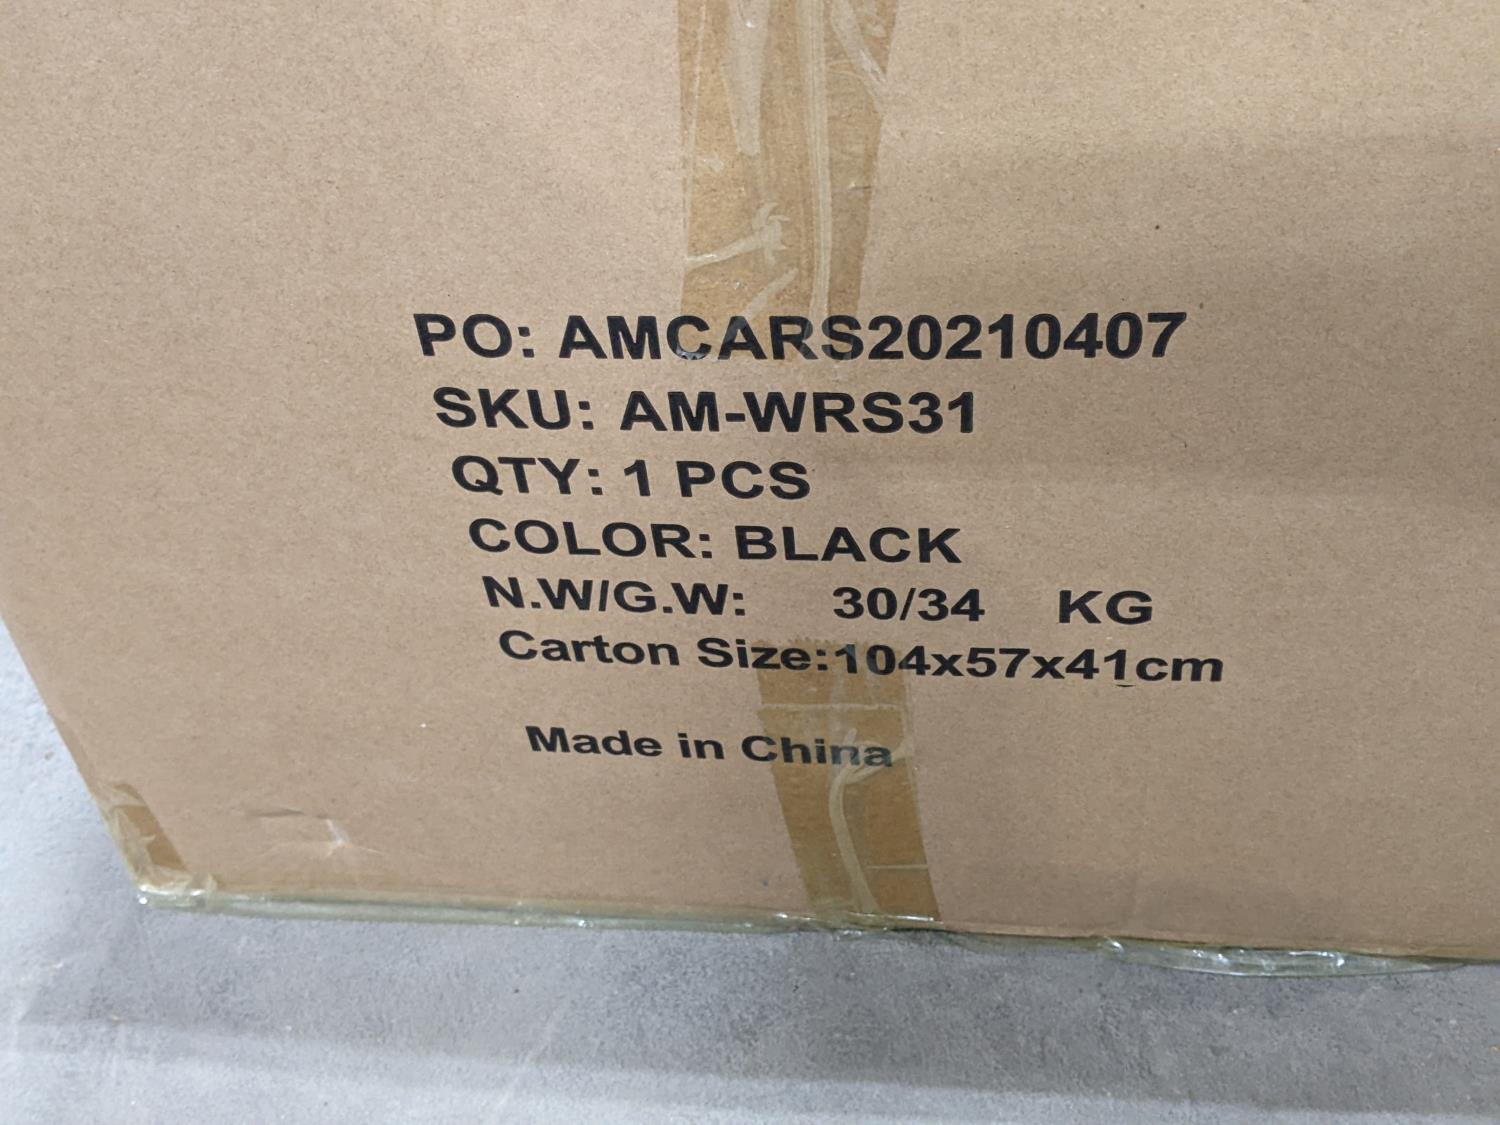 PO: AMCARS20210407
SKU: AM-WRS31
QTY: 1 PCS
COLOR: BLACK
N.W/G.W: 30/34 KG
Carton Size:104x57x41cm
Made in China